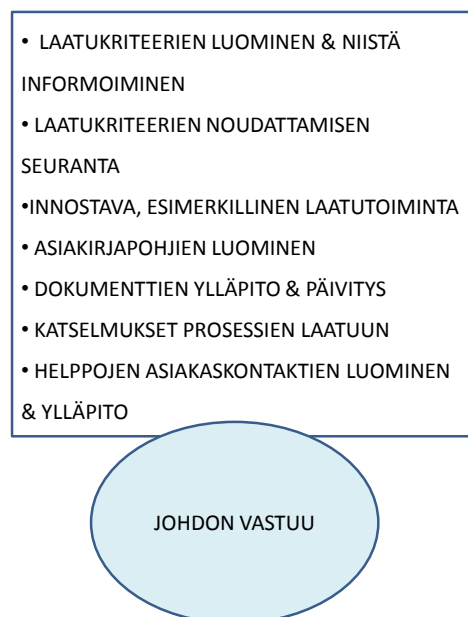 • LAATUKRITEERIEN LUOMINEN & NIISTÄ
INFORMOIMINEN
• LAATUKRITEERIEN NOUDATTAMISEN
SEURANTA
•INNOSTAVA, ESIMERKILLINEN LAATUTOIMINTA
• ASIAKIRJAPOHJIEN LUOMINEN
• DOKUMENTTIEN YLLÄPITO & PÄIVITYS
• KATSELMUKSET PROSESSIEN LAATUUN
• HELPPOJEN ASIAKASKONTAKTIEN LUOMINEN
& YLLÄPITO
JOHDON VASTUU